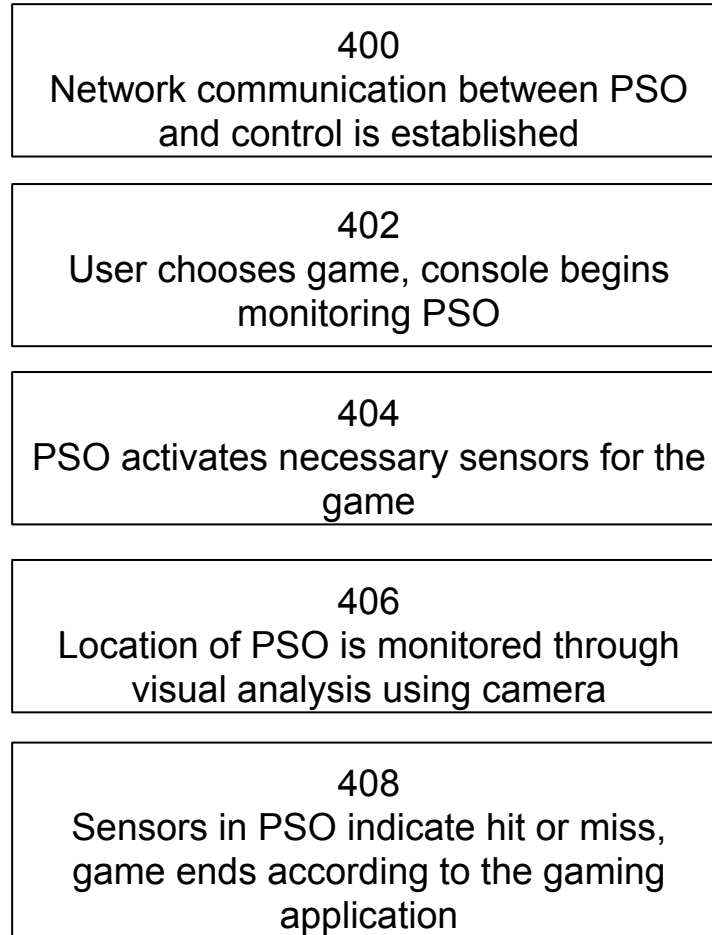 400
Network communication between PSO
and control is established
402
User chooses game, console begins
monitoring PSO
404
PSO activates necessary sensors for the
game
406
Location of PSO is monitored through
visual analysis using camera
408
Sensors in PSO indicate hit or miss,
game ends according to the gaming
application